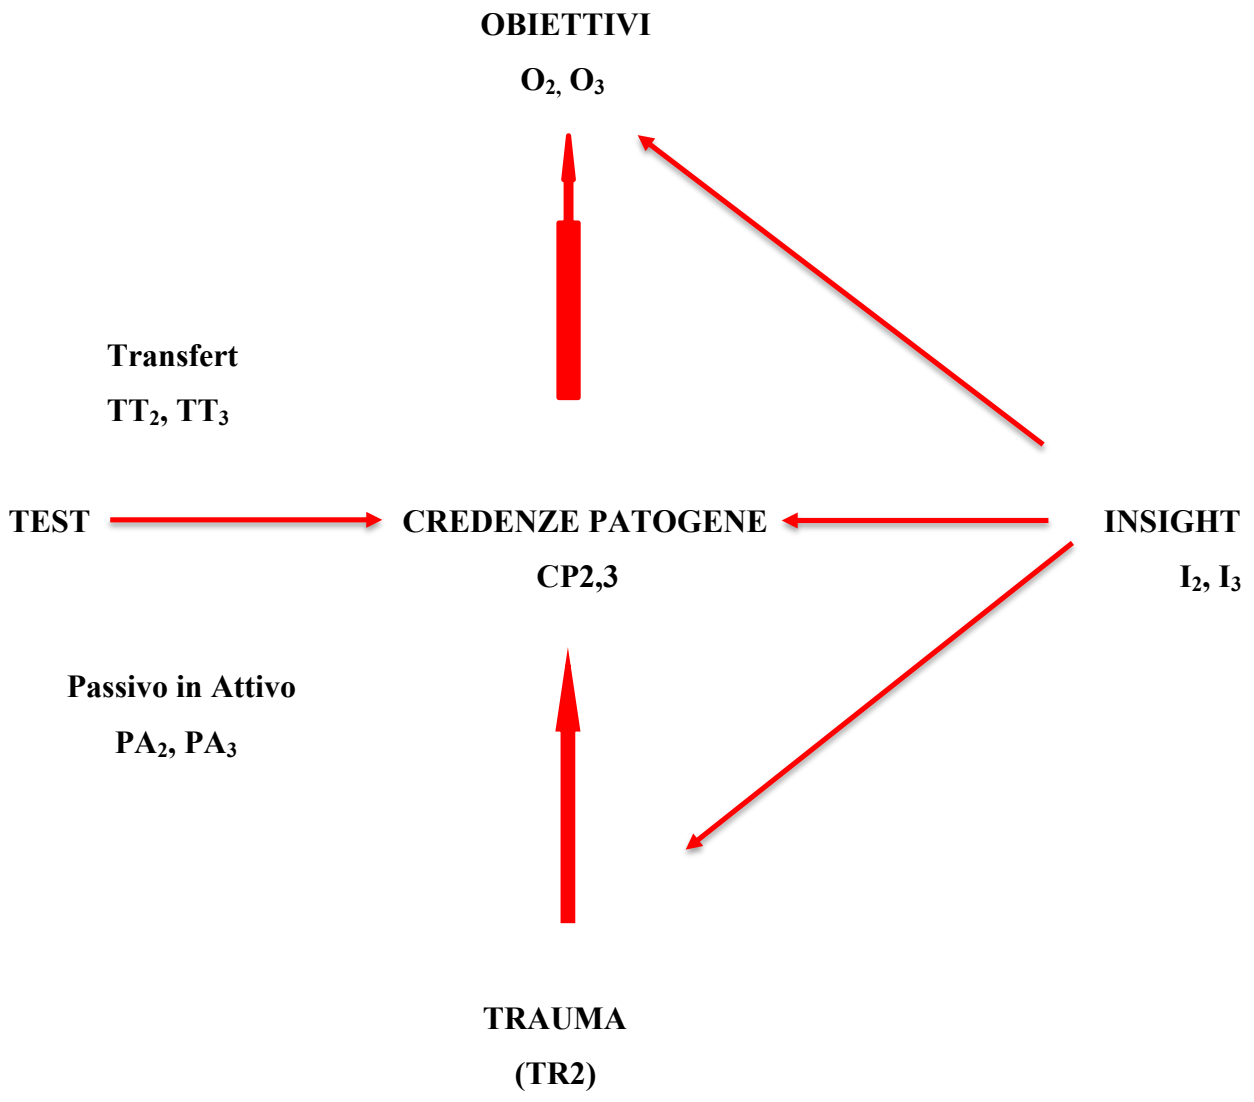 OBIETTIVI
O₂, O₃
Transfert
TT₂, TT₃
TEST
CREDENZE PATOGENE
INSIGHT
CP2,3
I₂, I₃
Passivo in Attivo
PA₂, PA₃
TRAUMA
(TR2)